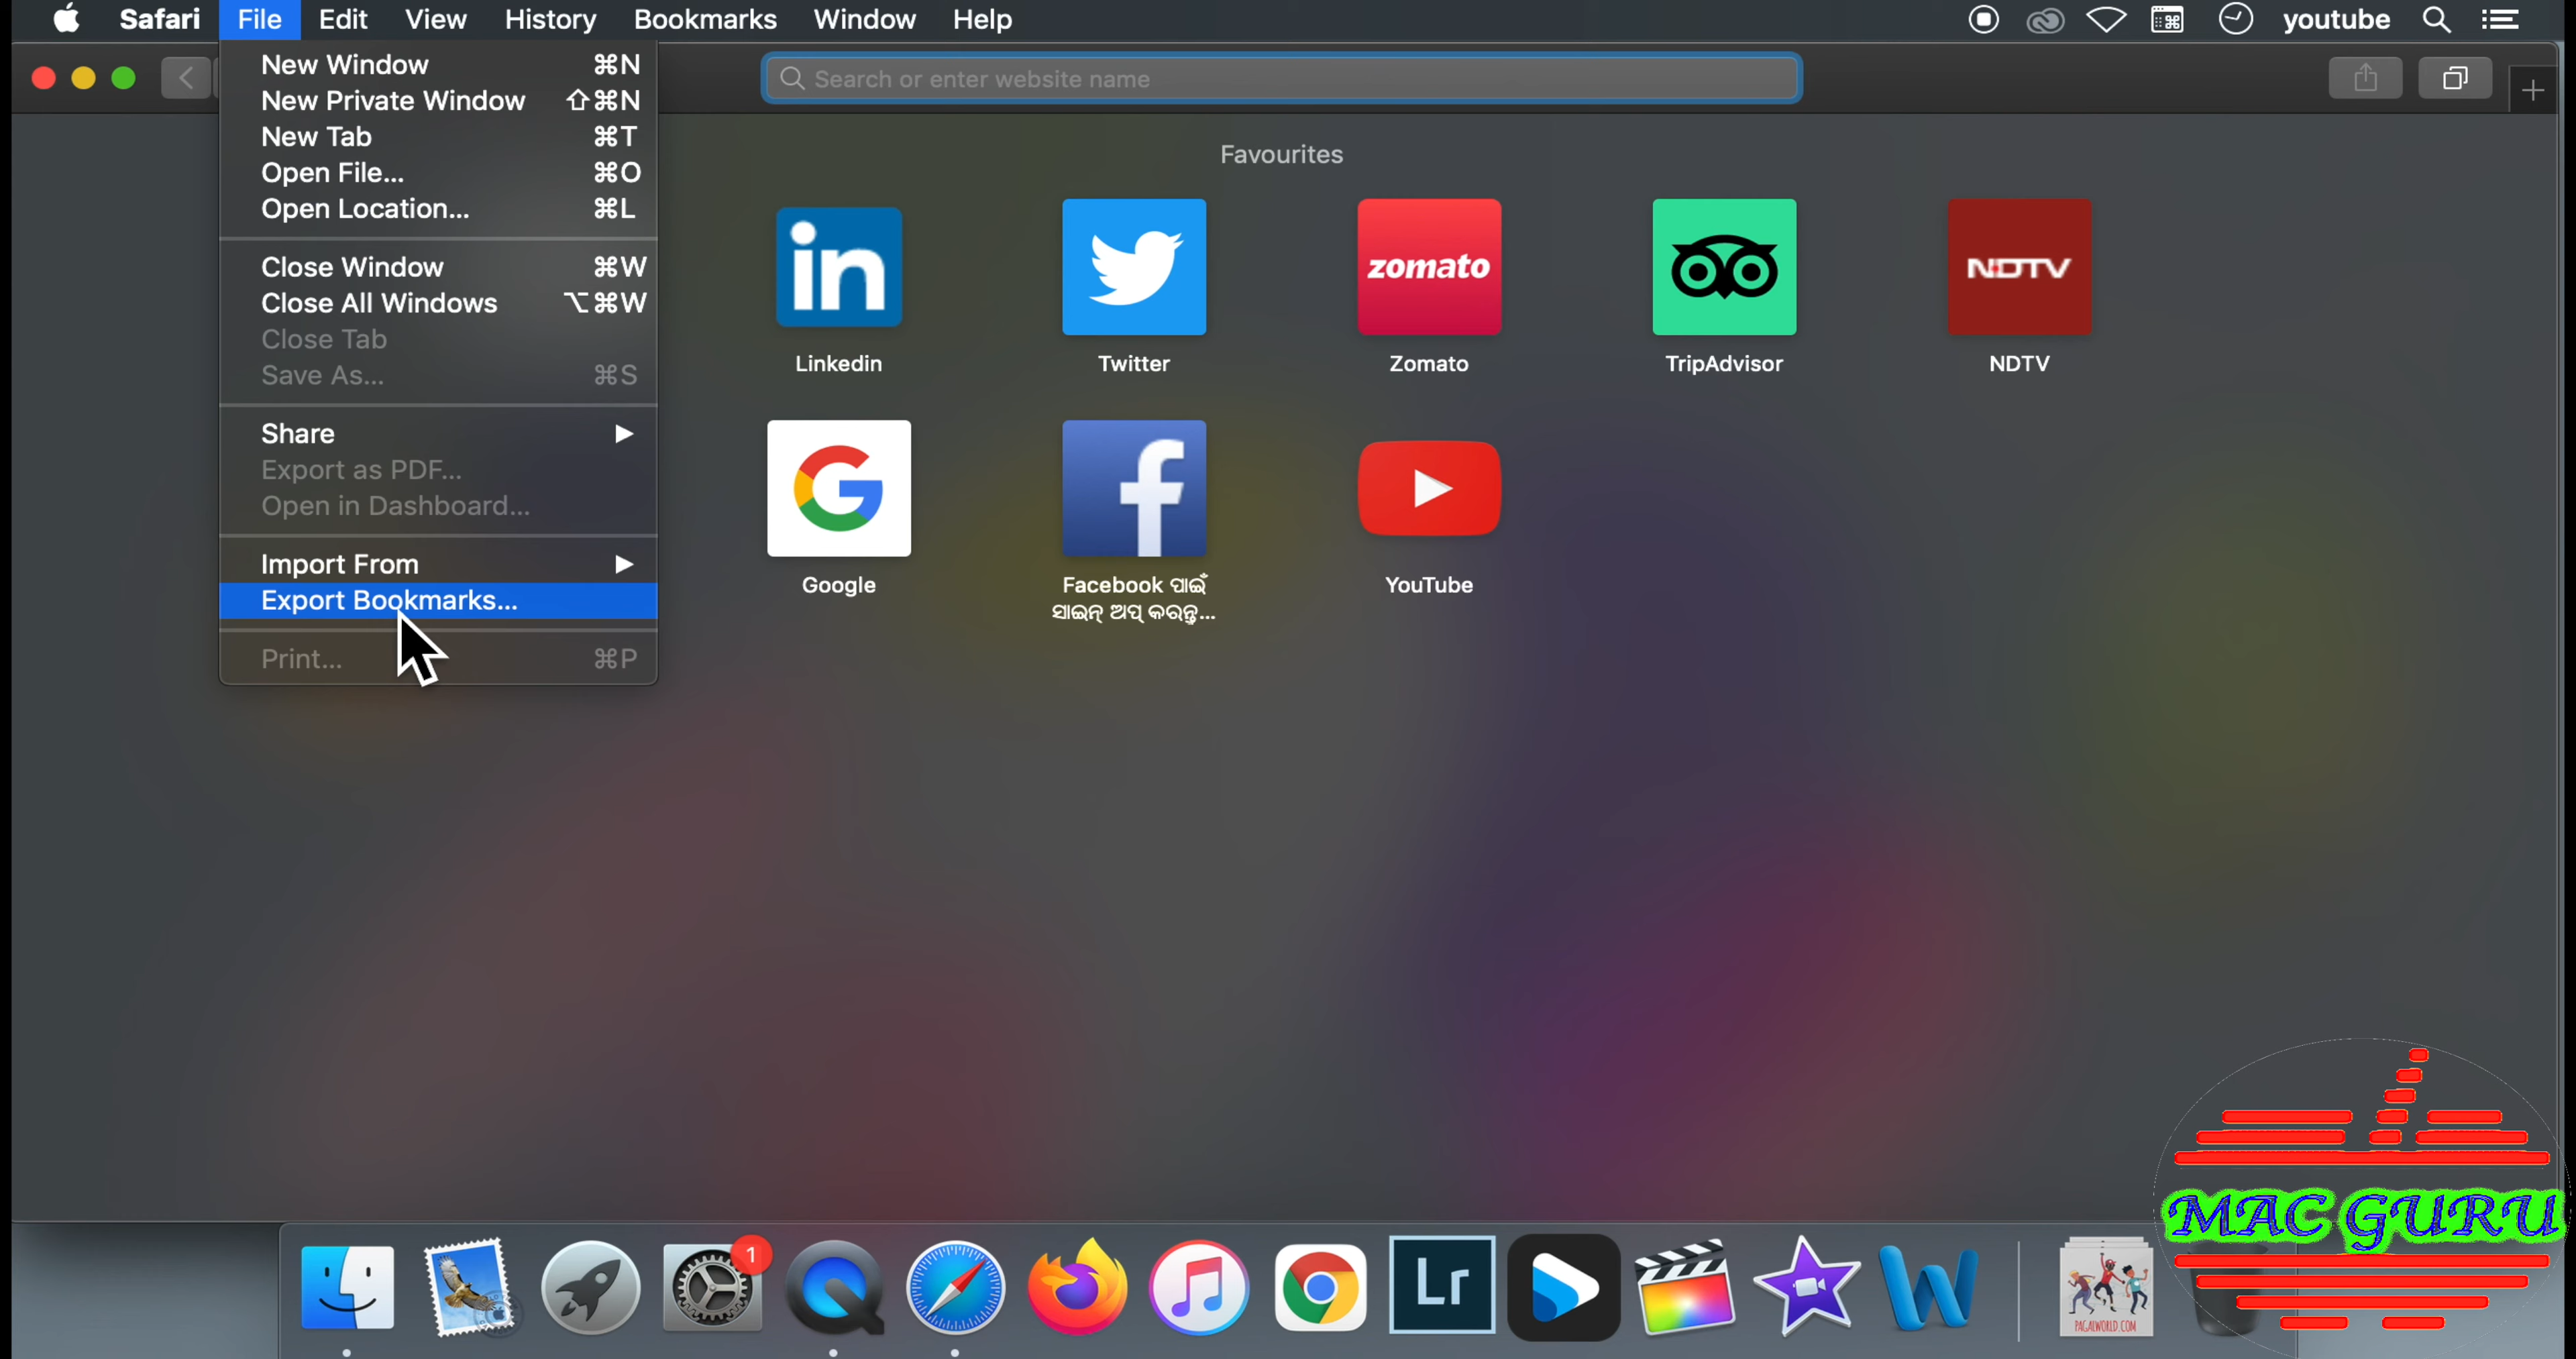 Safari File Edit View History Bookmarks Window Help youtube
New Window ⌘N
New Private Window ⇧⌘N
New Tab ⌘T
Open File... ⌘O
Open Location... ⌘L
Close Window ⌘W
Close All Windows ⌥⌘W
Close Tab
Save As... ⌘S
Share
Export as PDF...
Open in Dashboard...
Import From
Export Bookmarks...
Print... ⌘P
Search or enter website name
Favourites
in
zomato
NDTV
Linkedin Twitter Zomato TripAdvisor NDTV
Google Facebook ପାଇଁ YouTube
ସାଇନ୍ ଅପ୍ କରନ୍ତୁ...
1
Lr
PAGALWORLD.COM
MAC GURU